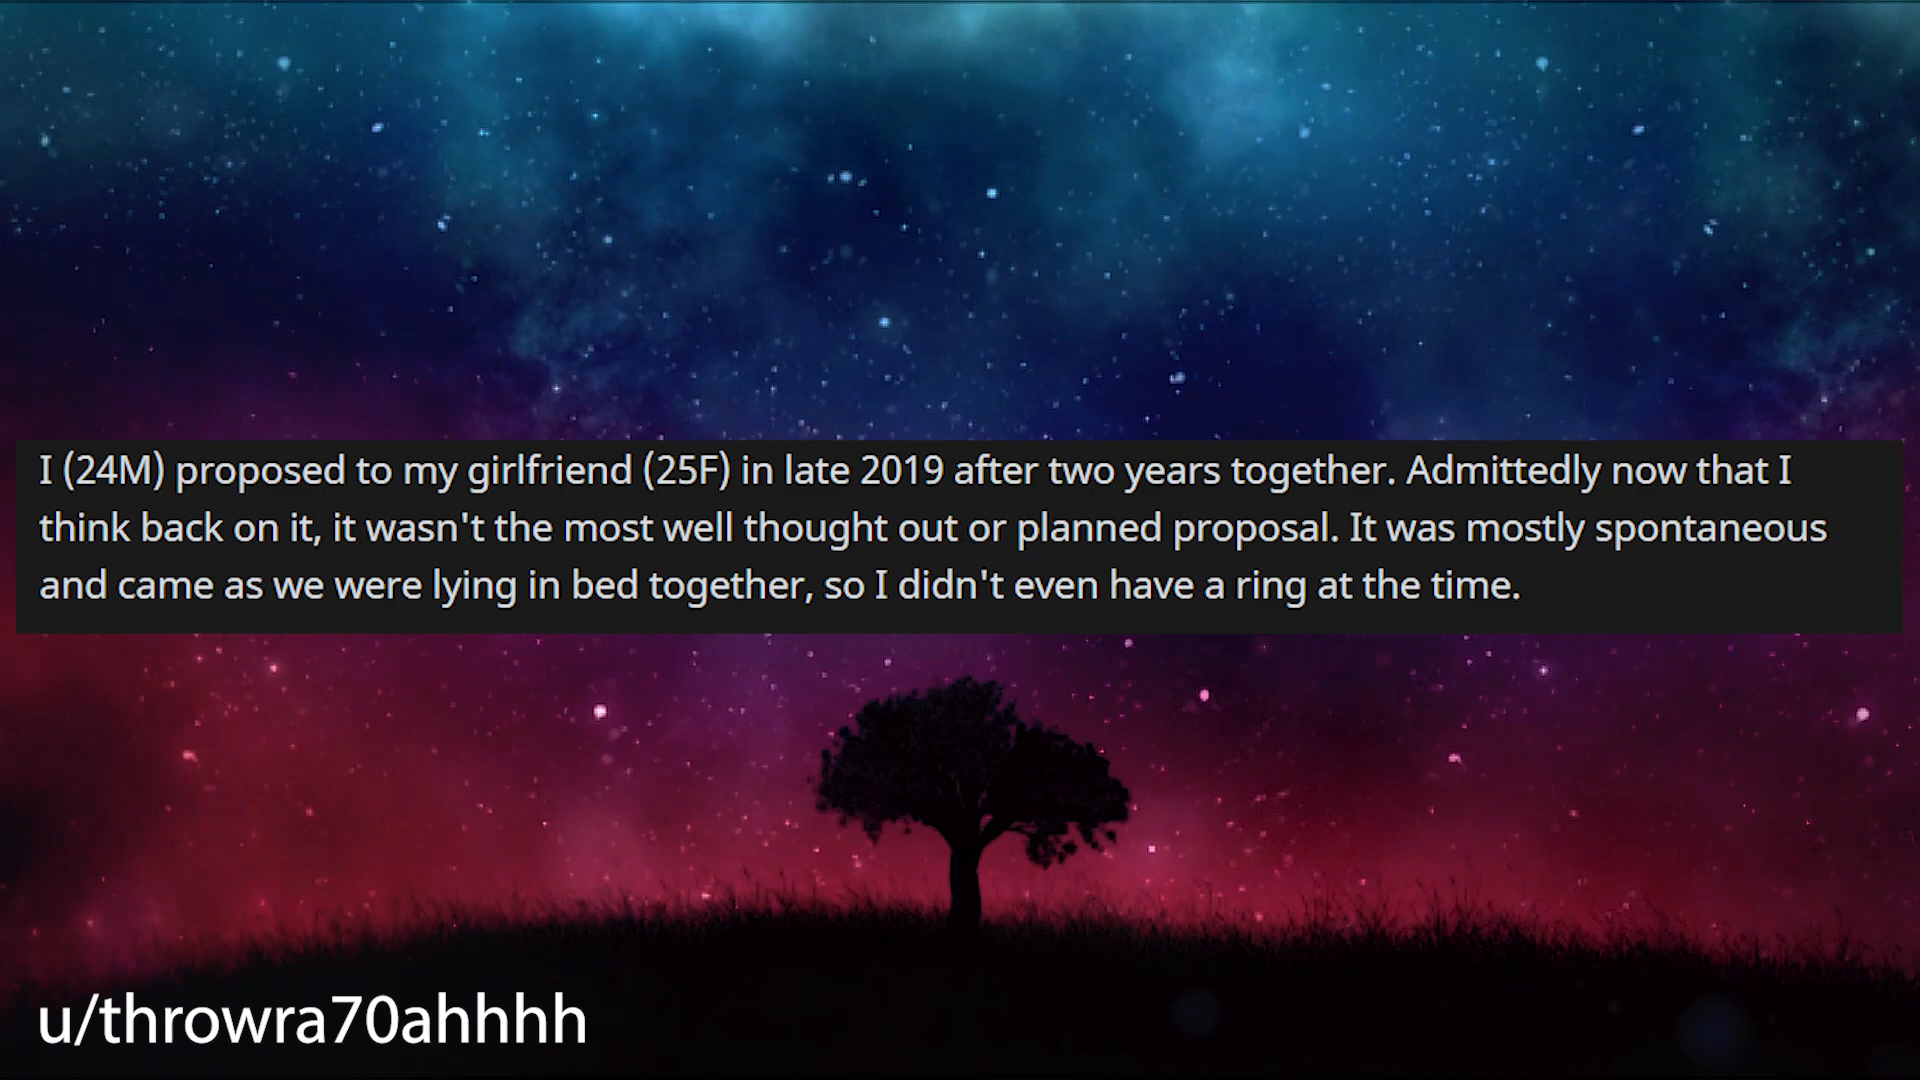 I (24M) proposed to my girlfriend (25F) in late 2019 after two years together. Admittedly now that I
think back on it, it wasn't the most well thought out or planned proposal. It was mostly spontaneous
and came as we were lying in bed together, so I didn't even have a ring at the time.
u/throwra70ahhhh